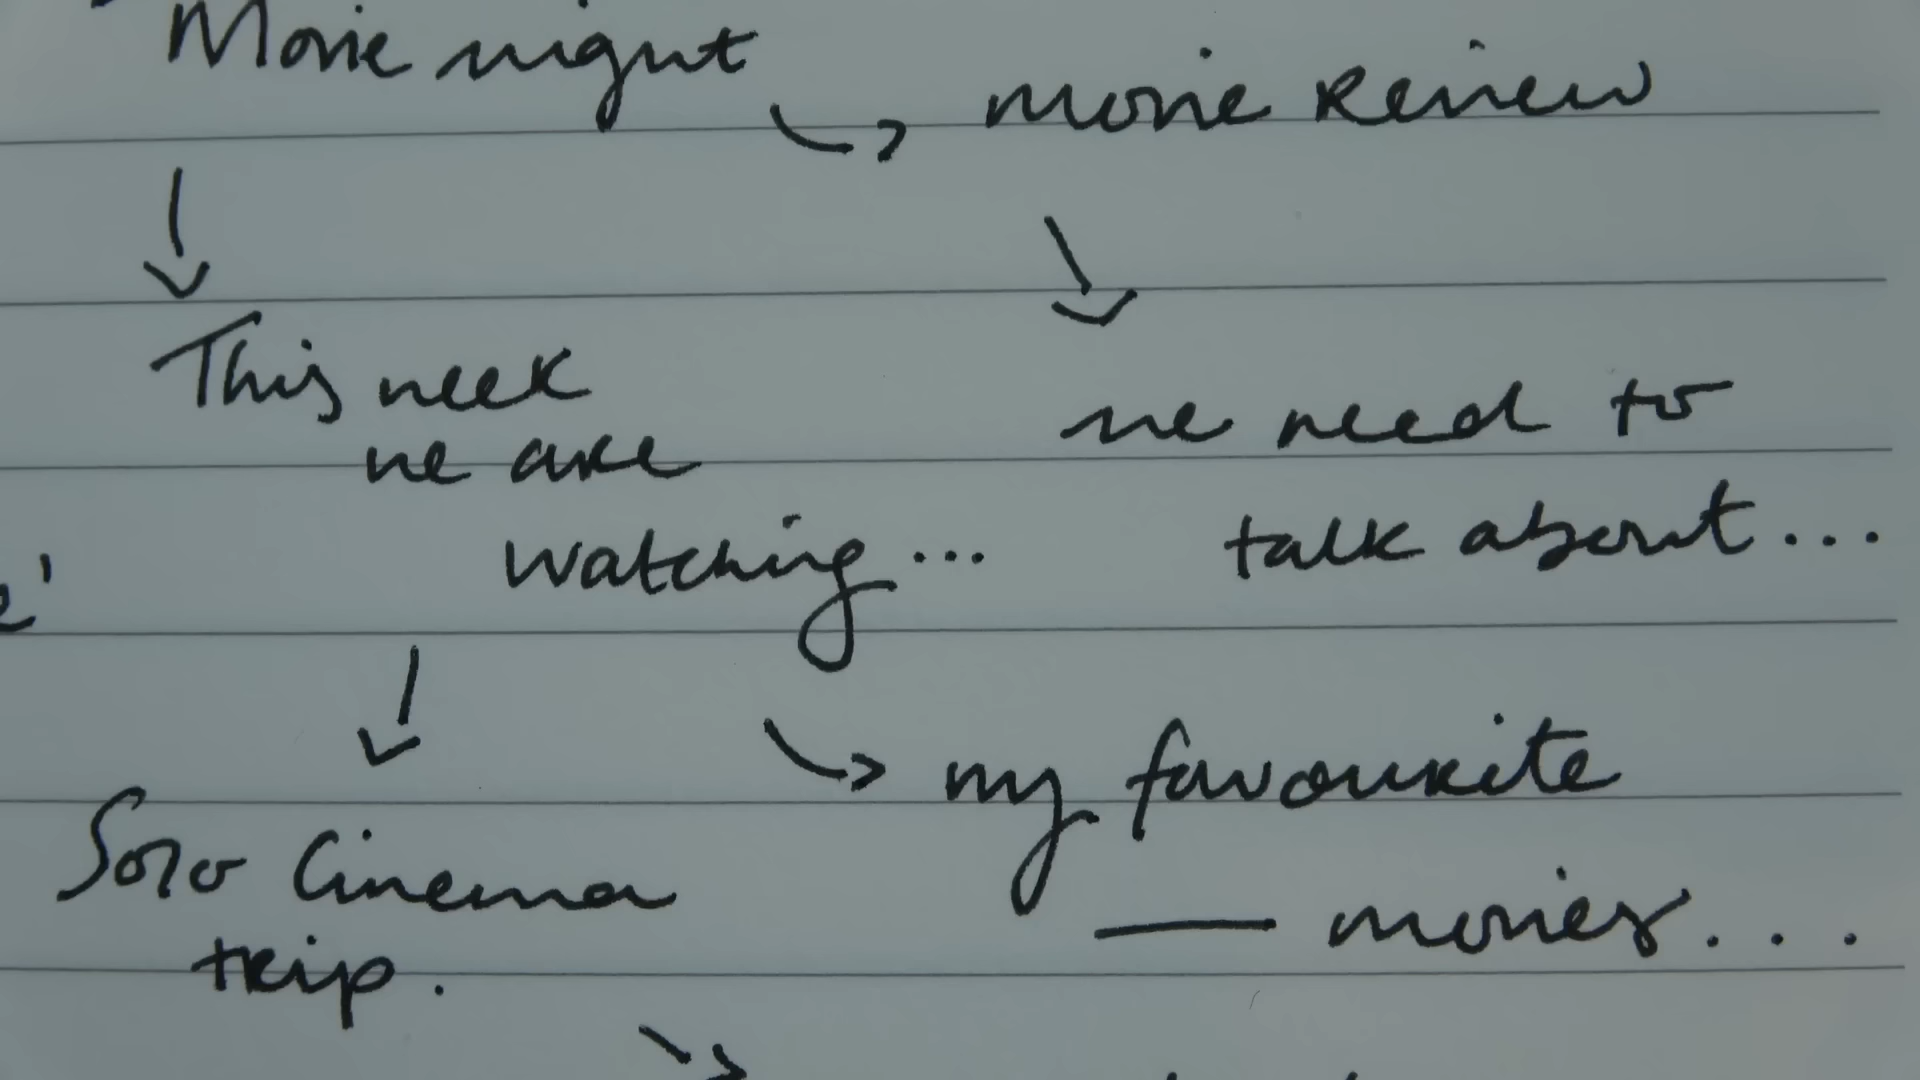 Movie night
movie Review
This week
we are
watching...
we need to
talk about...
my favourite
— movies...
Solo Cinema
trip.